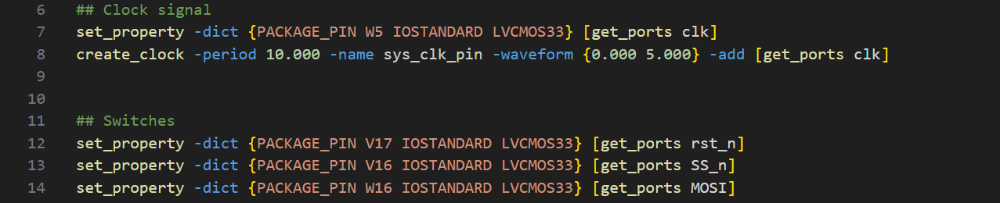 6 ## Clock signal
7 set_property -dict {PACKAGE_PIN W5 IOSTANDARD LVCMOS33} [get_ports clk]
8 create_clock -period 10.000 -name sys_clk_pin -waveform {0.000 5.000} -add [get_ports clk]
9
10
11 ## Switches
12 set_property -dict {PACKAGE_PIN V17 IOSTANDARD LVCMOS33} [get_ports rst_n]
13 set_property -dict {PACKAGE_PIN V16 IOSTANDARD LVCMOS33} [get_ports SS_n]
14 set_property -dict {PACKAGE_PIN W16 IOSTANDARD LVCMOS33} [get_ports MOSI]